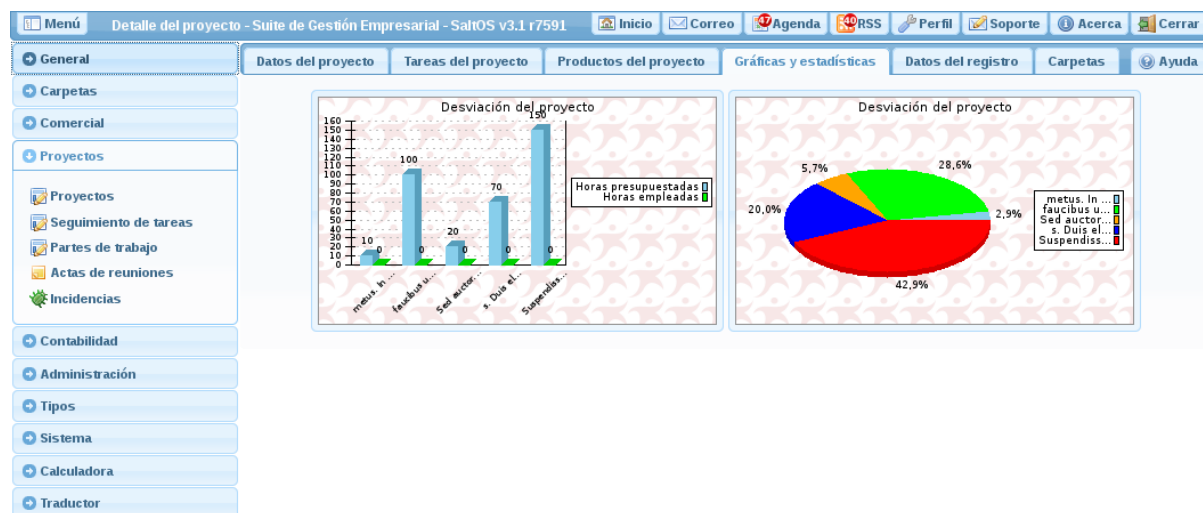 Menú
Detalle del proyecto - Suite de Gestión Empresarial - SaltOS v3.1 r7591
Inicio
Correo
47
Agenda
40
RSS
Perfil
Soporte
Acerca
Cerrar
General
Carpetas
Comercial
Proyectos
Proyectos
Seguimiento de tareas
Partes de trabajo
Actas de reuniones
Incidencias
Contabilidad
Administración
Tipos
Sistema
Calculadora
Traductor
Datos del proyecto
Tareas del proyecto
Productos del proyecto
Gráficas y estadísticas
Datos del registro
Carpetas
Ayuda
Desviación del proyecto
160
150
140
130
120
110
100
90
80
70
60
50
40
30
20
10
0
10
0
100
0
20
0
70
0
150
0
metus. In ...
faucibus u...
Sed auctor...
s. Duis el...
Suspendiss...
Horas presupuestadas
Horas empleadas
Desviación del proyecto
5,7%
28,6%
20,0%
2,9%
42,9%
metus. In ...
faucibus u...
Sed auctor...
s. Duis el...
Suspendiss...